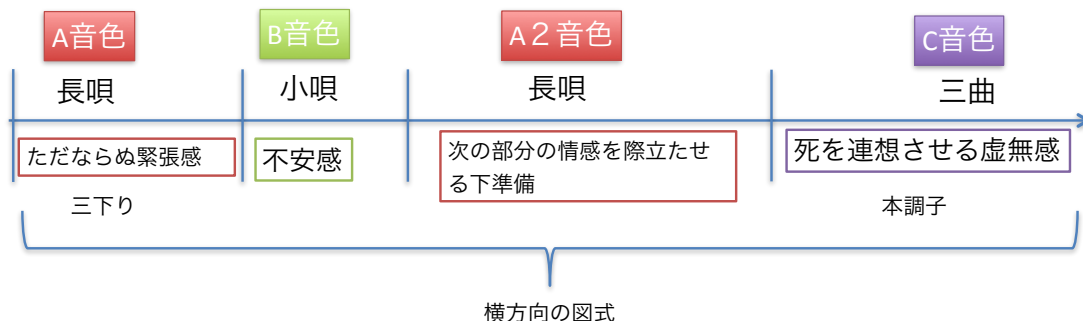 A音色
B音色
A２音色
C音色
長唄
小唄
長唄
三曲
ただならぬ緊張感
不安感
次の部分の情感を際立たせ
る下準備
死を連想させる虚無感
三下り
本調子
横方向の図式